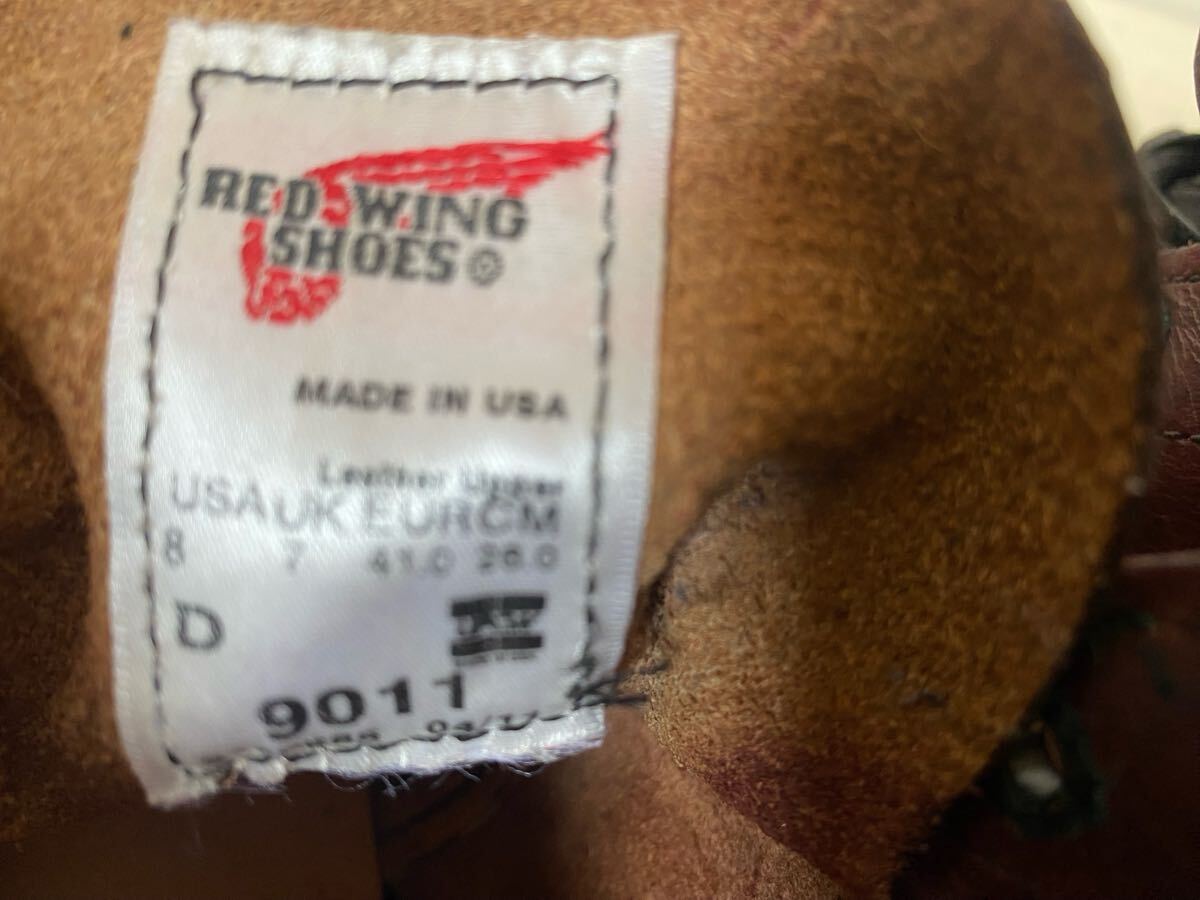 RED WING
SHOES
MADE IN USA
Leather Upper
USA UK EUR CM
8 7 41.0 26.0
D
9011